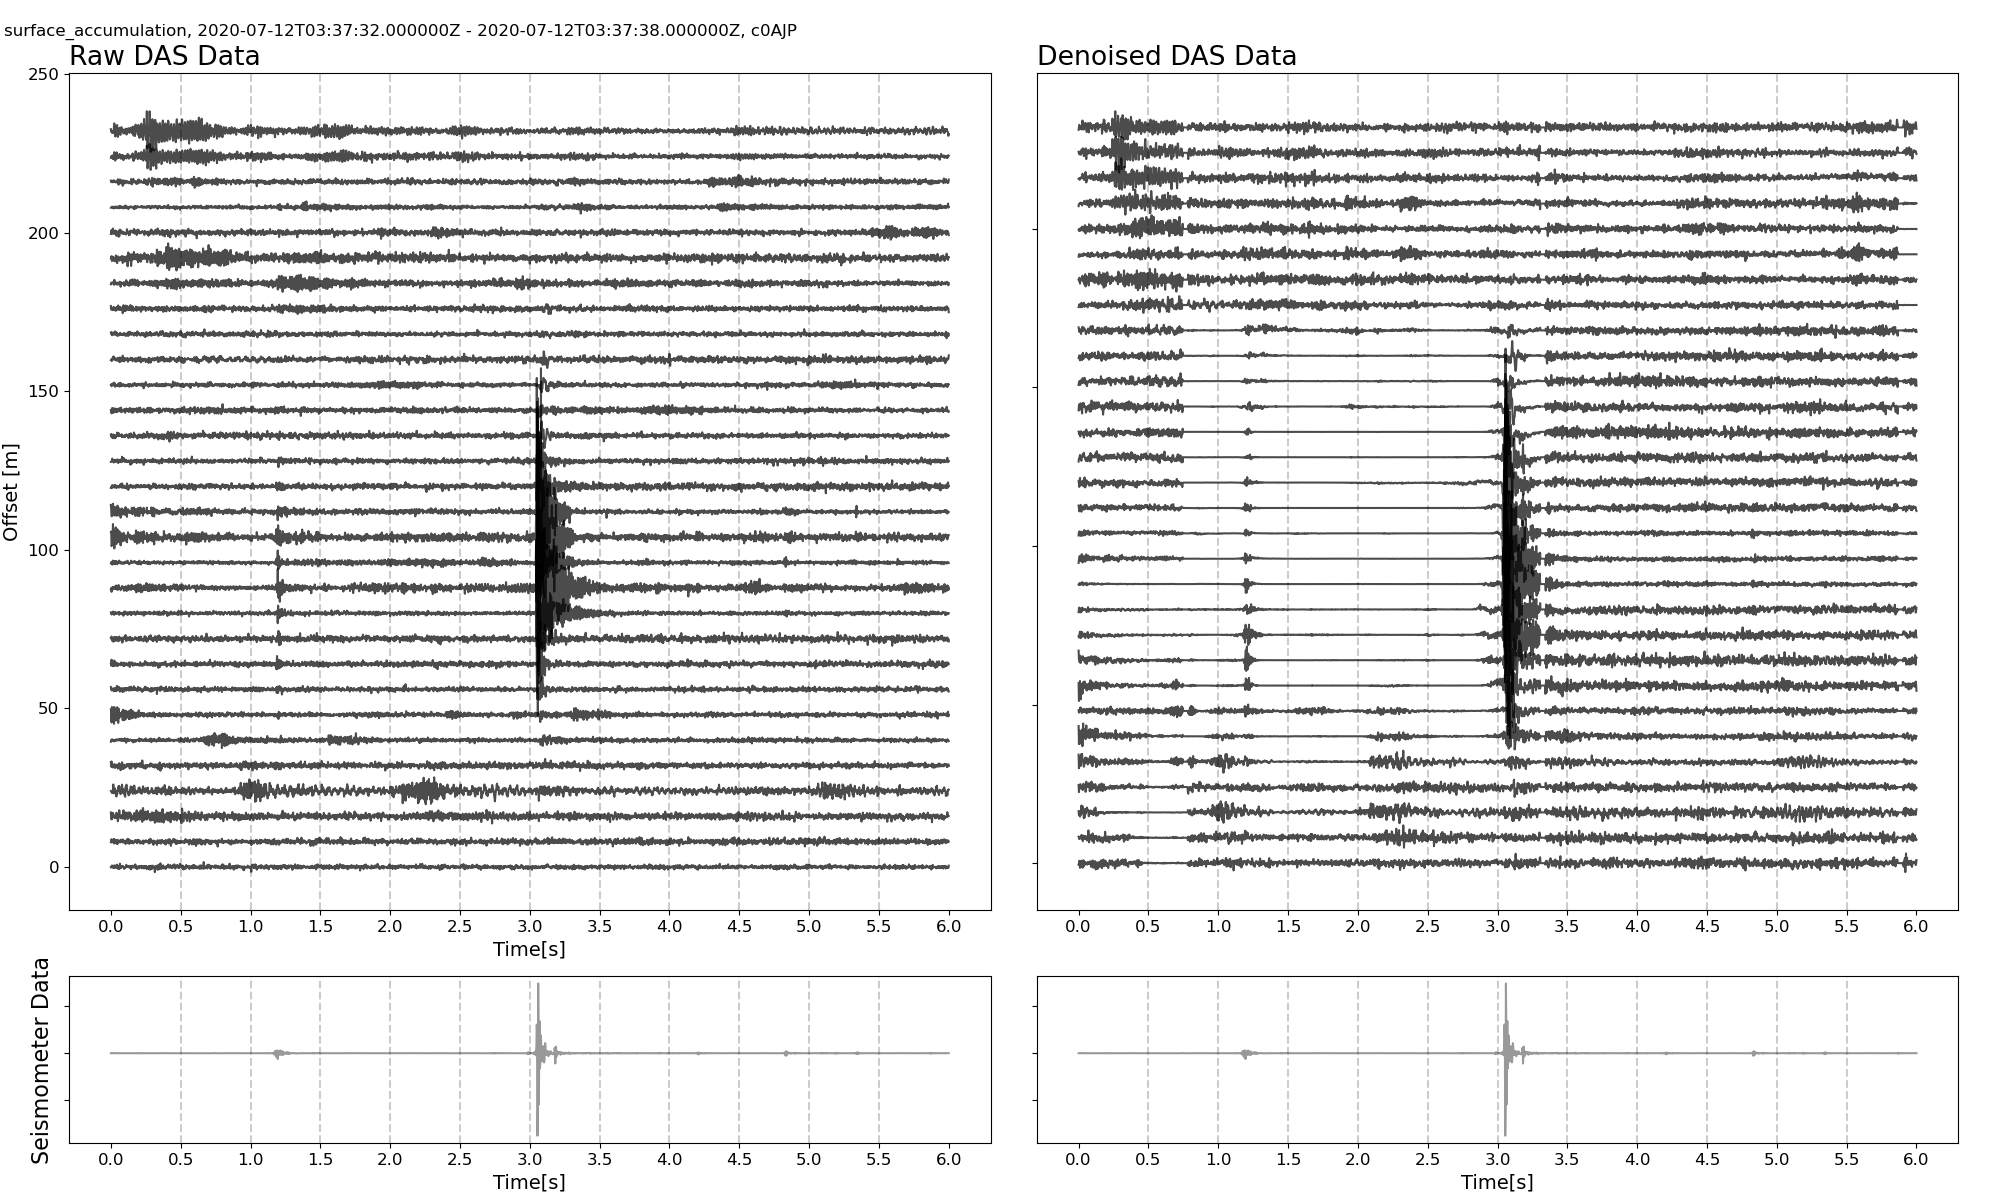 surface_accumulation, 2020-07-12T03:37:32.000000Z - 2020-07-12T03:37:38.000000Z, c0AJP
Raw DAS Data
Denoised DAS Data
250
200
150
100
50
0
Offset [m]
0.0 0.5 1.0 1.5 2.0 2.5 3.0 3.5 4.0 4.5 5.0 5.5 6.0
Time[s]
0.0 0.5 1.0 1.5 2.0 2.5 3.0 3.5 4.0 4.5 5.0 5.5 6.0
Seismometer Data
0.0 0.5 1.0 1.5 2.0 2.5 3.0 3.5 4.0 4.5 5.0 5.5 6.0
Time[s]
0.0 0.5 1.0 1.5 2.0 2.5 3.0 3.5 4.0 4.5 5.0 5.5 6.0
Time[s]